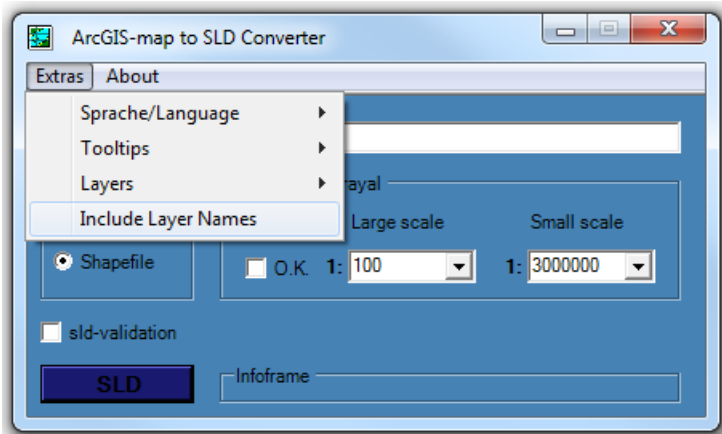 ArcGIS-map to SLD Converter
Extras About
Sprache/Language
Tooltips
Layers
Include Layer Names
rayal
Large scale Small scale
Shapefile
O.K. 1: 100 1: 3000000
sld-validation
SLD
Infoframe